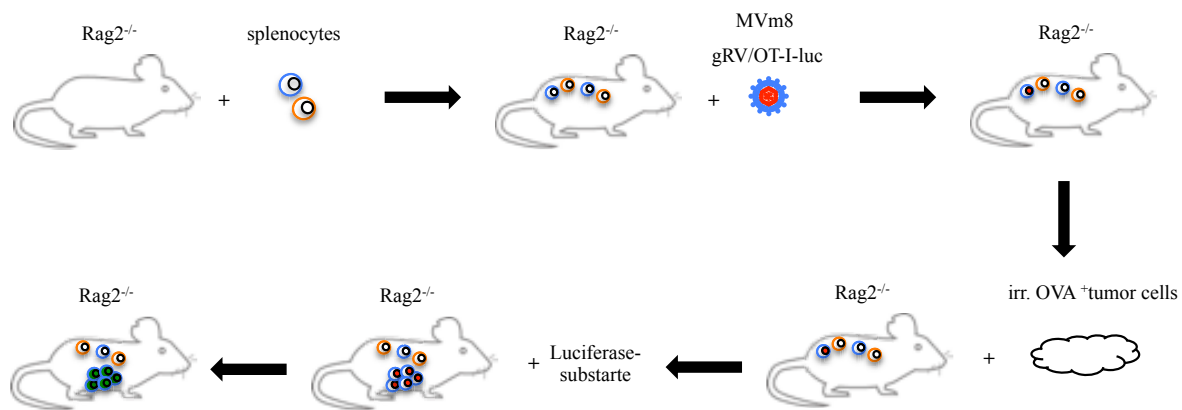 Rag2-/-
+
splenocytes
Rag2-/-
+
MVm8
gRV/OT-I-luc
Rag2-/-
irr. OVA +tumor cells
+
Rag2-/-
Luciferase-
substarte
+
Rag2-/-
Rag2-/-